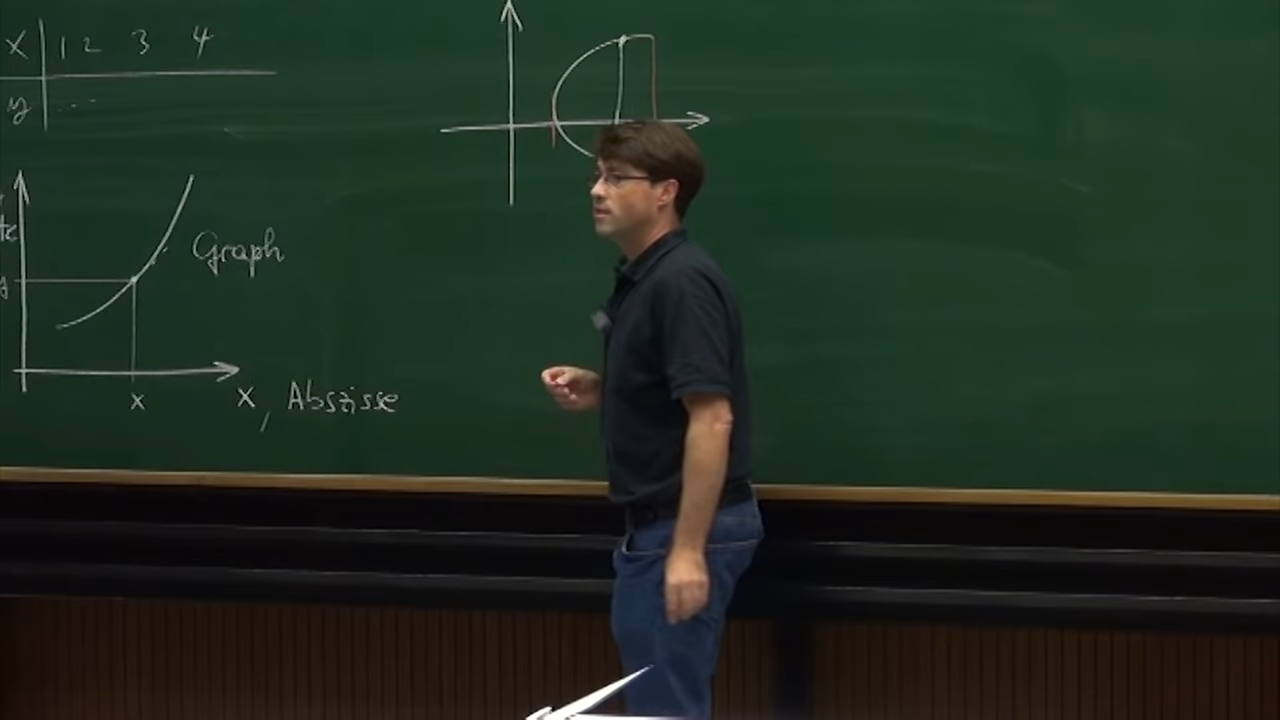 x 1 2 3 4
y ...
Graph
y
x
x, Abszisse